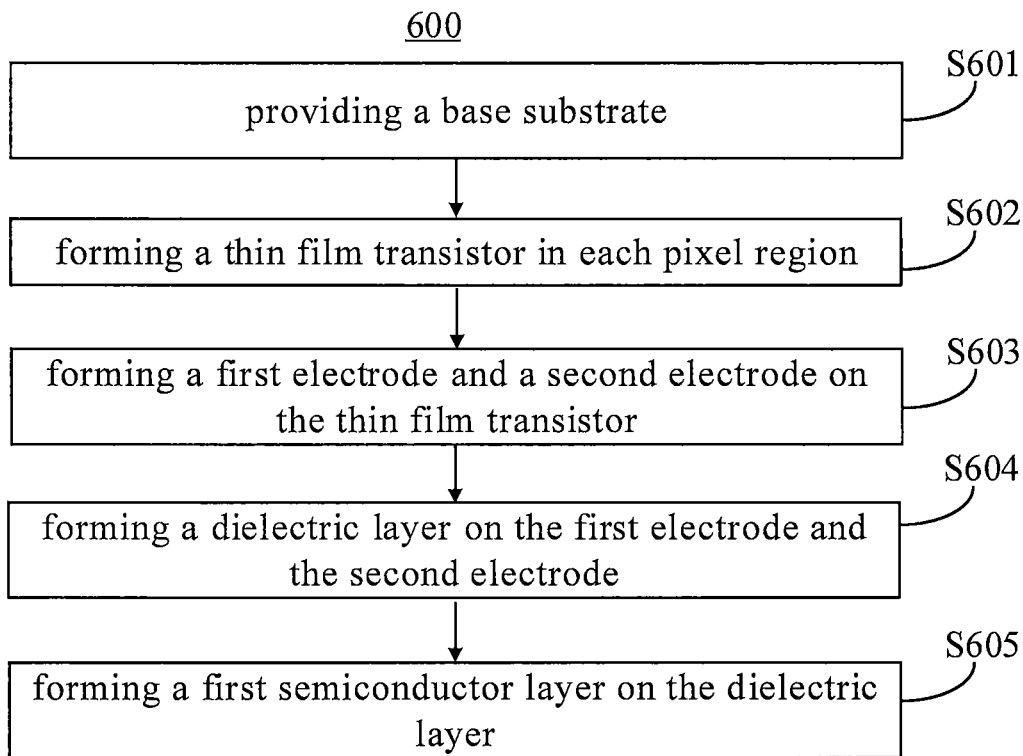 600
S601
providing a base substrate
S602
forming a thin film transistor in each pixel region
S603
forming a first electrode and a second electrode on
the thin film transistor
S604
forming a dielectric layer on the first electrode and
the second electrode
S605
forming a first semiconductor layer on the dielectric
layer